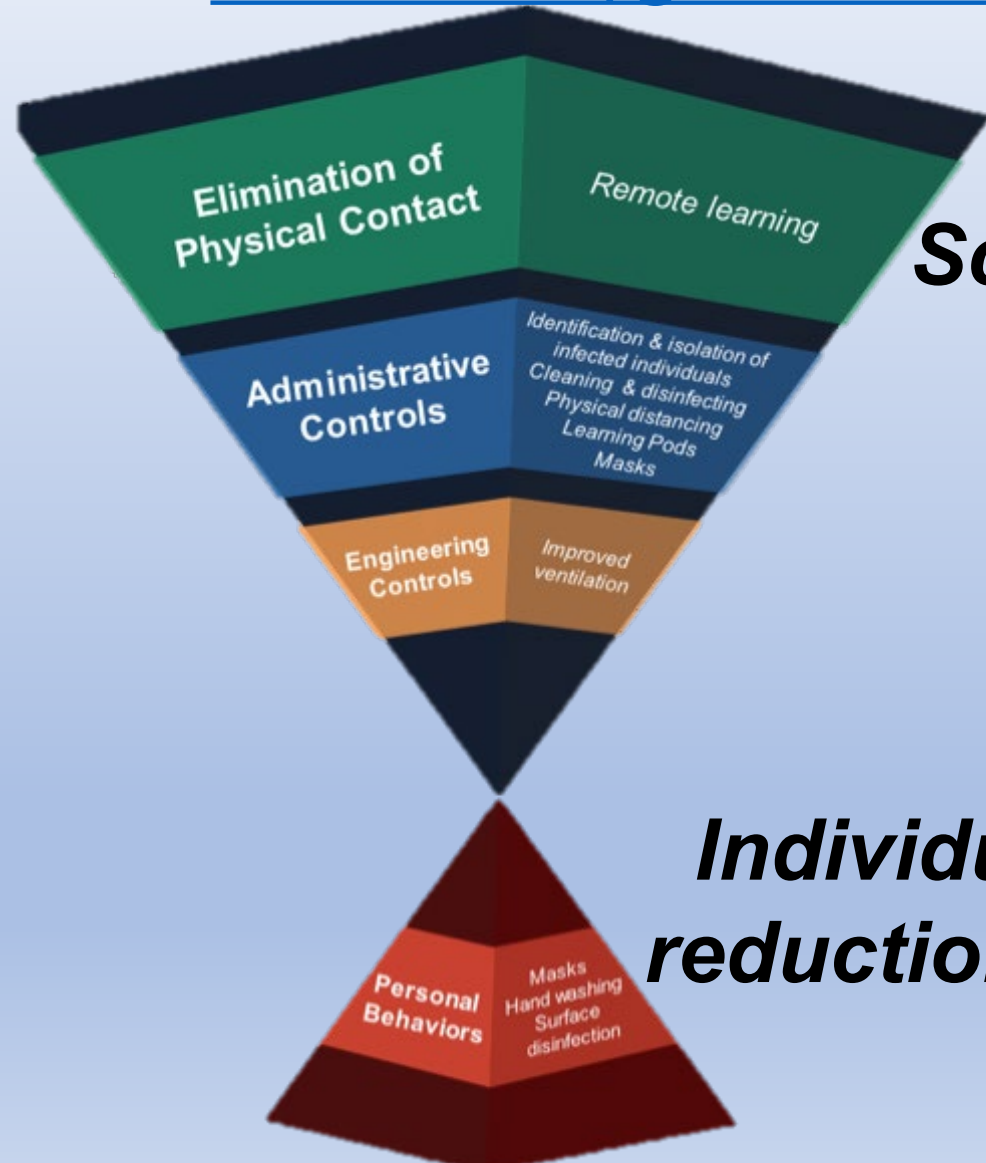 Elimination of
Physical Contact
Remote learning
Administrative
Controls
Identification & isolation of
infected individuals
Cleaning & disinfecting
Physical distancing
Learning Pods
Masks
Engineering
Controls
Improved
ventilation
Personal
Behaviors
Masks
Hand washing
Surface
disinfection